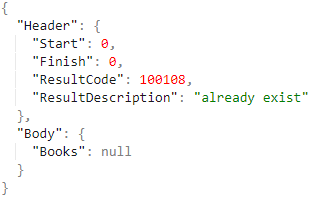 {
  "Header": {
    "Start": 0,
    "Finish": 0,
    "ResultCode": 100108,
    "ResultDescription": "already exist"
  },
  "Body": {
    "Books": null
  }
}